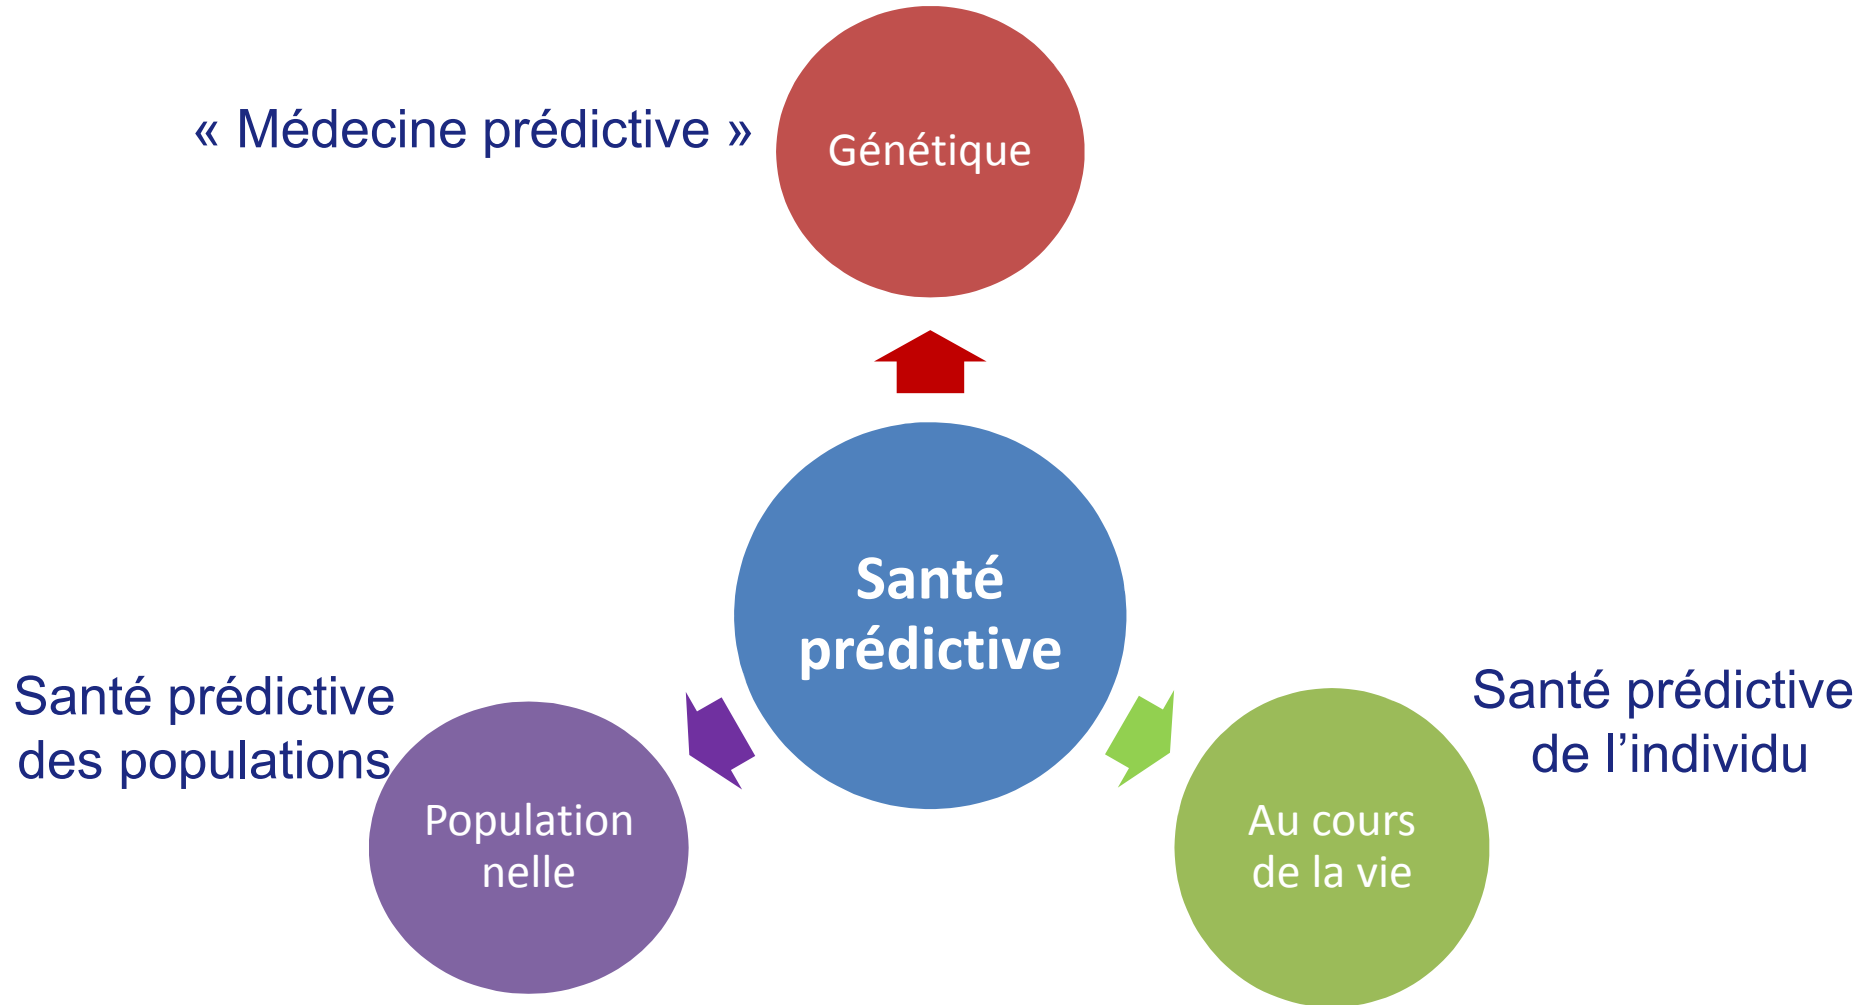 « Médecine prédictive »
Génétique
Santé
prédictive
Santé prédictive
des populations
Population
nelle
Santé prédictive
de l’individu
Au cours
de la vie